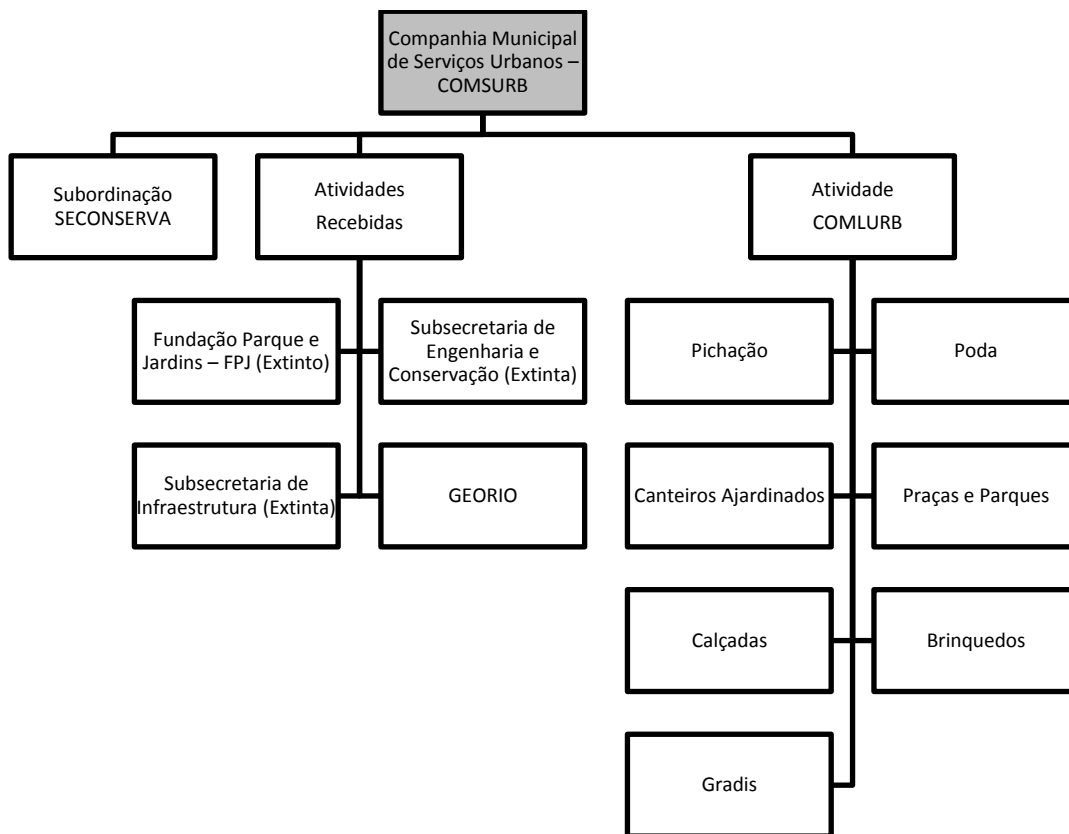 Companhia Municipal
de Serviços Urbanos –
COMSURB
Subordinação
SECONSERVA
Atividades
Recebidas
Atividade
COMLURB
Fundação Parque e
Jardins – FPJ (Extinto)
Subsecretaria de
Engenharia e
Conservação (Extinta)
Pichação
Poda
Subsecretaria de
Infraestrutura (Extinta)
GEORIO
Canteiros Ajardinados
Praças e Parques
Calçadas
Brinquedos
Gradis